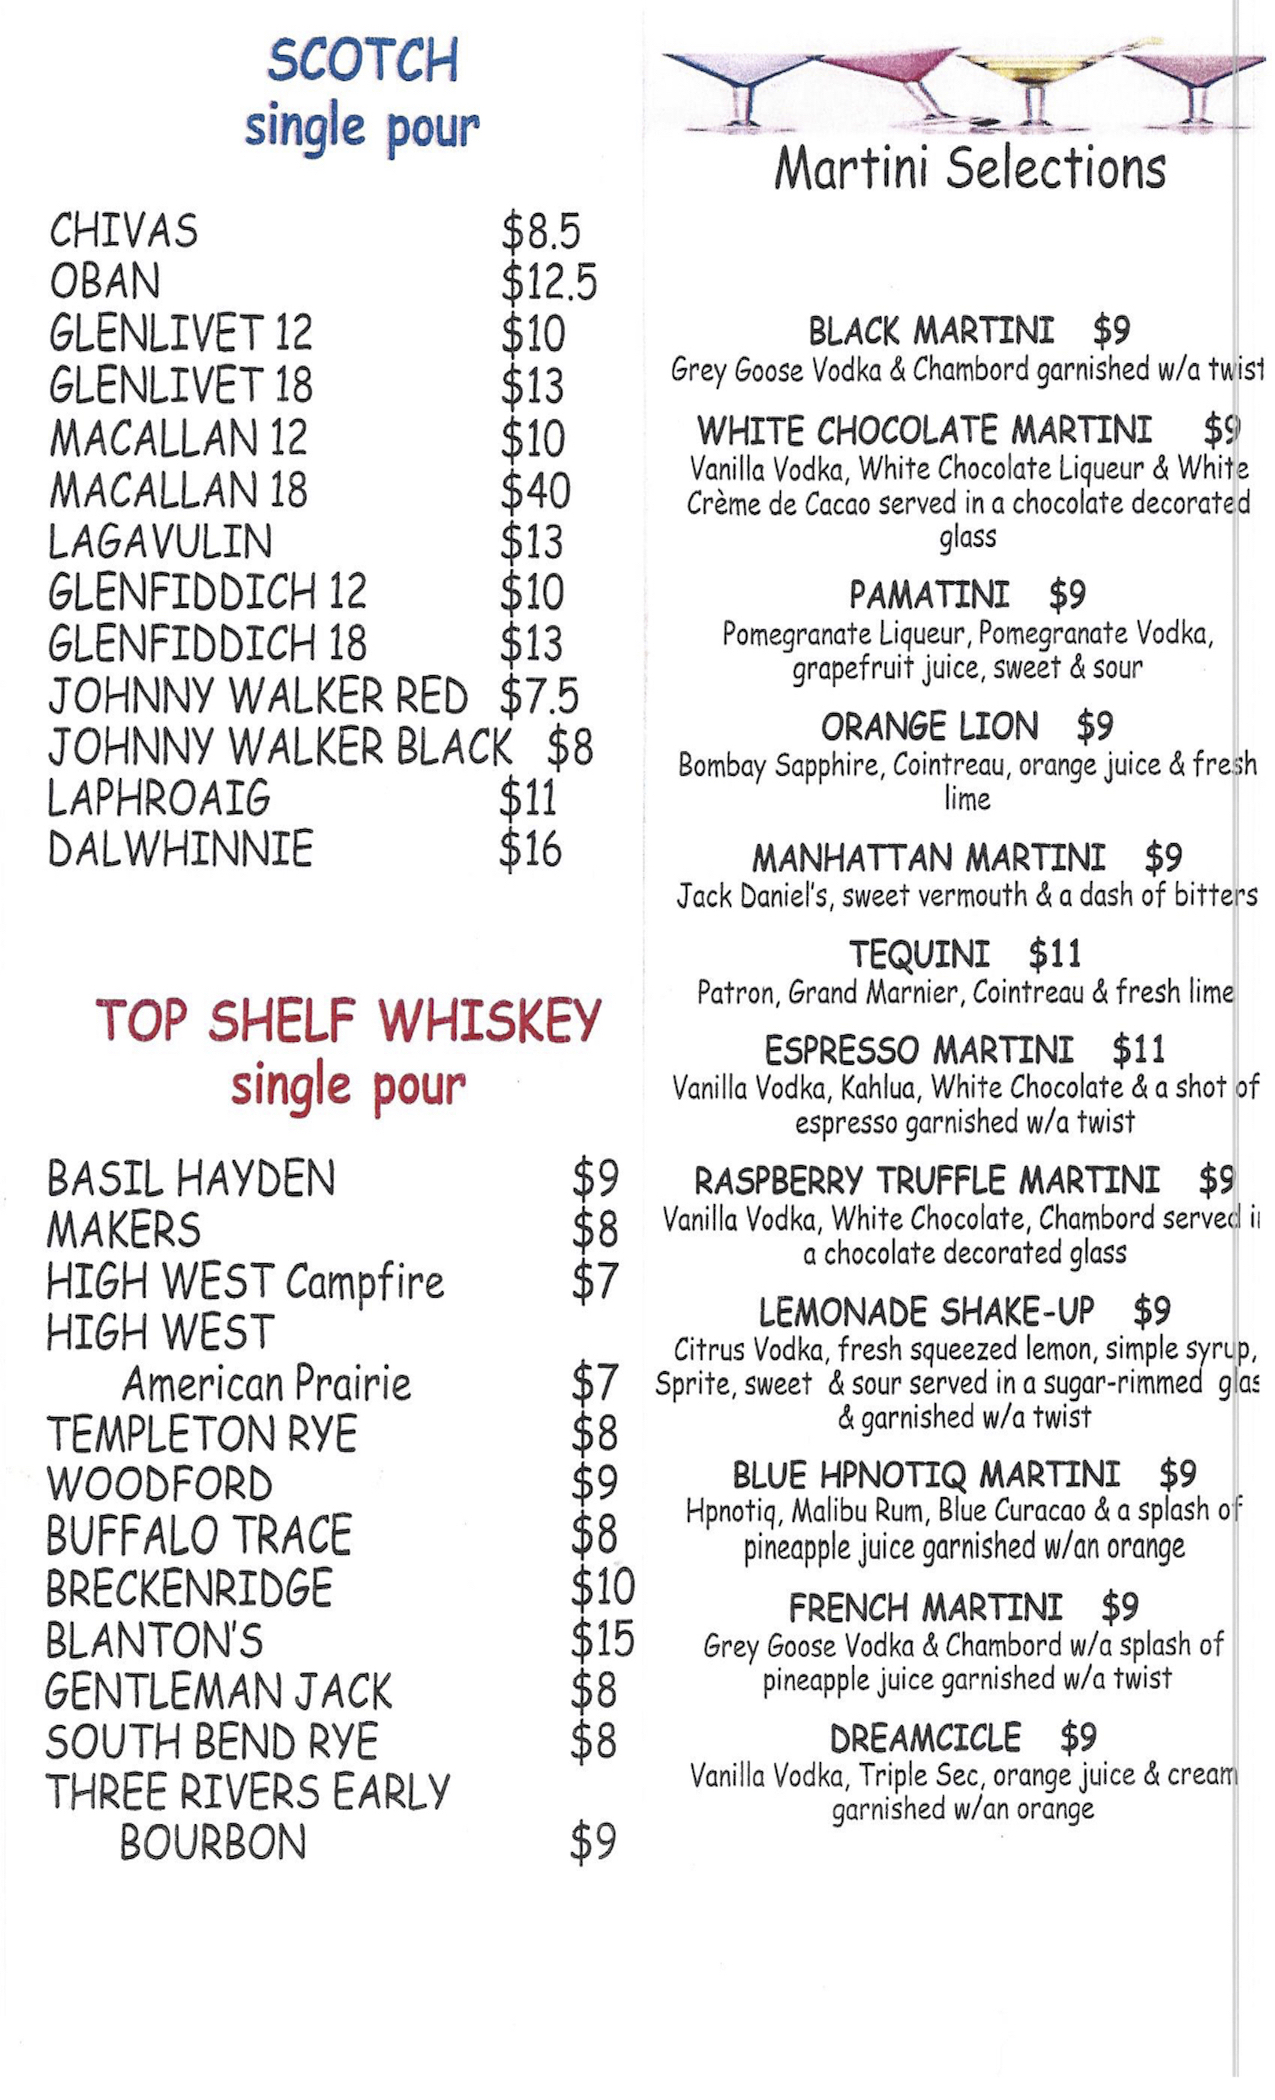 SCOTCH
single pour
CHIVAS $8.5
OBAN $12.5
GLENLIVET 12 $10
GLENLIVET 18 $13
MACALLAN 12 $10
MACALLAN 18 $40
LAGAVULIN $13
GLENFIDDICH 12 $10
GLENFIDDICH 18 $13
JOHNNY WALKER RED $7.5
JOHNNY WALKER BLACK $8
LAPHROAIG $11
DALWHINNIE $16
TOP SHELF WHISKEY
single pour
BASIL HAYDEN $9
MAKERS $8
HIGH WEST Campfire $7
HIGH WEST
American Prairie $7
TEMPLETON RYE $8
WOODFORD $9
BUFFALO TRACE $8
BRECKENRIDGE $10
BLANTON'S $15
GENTLEMAN JACK $8
SOUTH BEND RYE $8
THREE RIVERS EARLY
BOURBON $9
Martini Selections
BLACK MARTINI $9
Grey Goose Vodka & Chambord garnished w/a twist
WHITE CHOCOLATE MARTINI $9
Vanilla Vodka, White Chocolate Liqueur & White
Crème de Cacao served in a chocolate decorated
glass
PAMATINI $9
Pomegranate Liqueur, Pomegranate Vodka,
grapefruit juice, sweet & sour
ORANGE LION $9
Bombay Sapphire, Cointreau, orange juice & fresh
lime
MANHATTAN MARTINI $9
Jack Daniel's, sweet vermouth & a dash of bitters
TEQUINI $11
Patron, Grand Marnier, Cointreau & fresh lime
ESPRESSO MARTINI $11
Vanilla Vodka, Kahlua, White Chocolate & a shot of
espresso garnished w/a twist
RASPBERRY TRUFFLE MARTINI $9
Vanilla Vodka, White Chocolate, Chambord served i
a chocolate decorated glass
LEMONADE SHAKE-UP $9
Citrus Vodka, fresh squeezed lemon, simple syrup,
Sprite, sweet & sour served in a sugar-rimmed glas
& garnished w/a twist
BLUE HPNOTIQ MARTINI $9
Hpnotiq, Malibu Rum, Blue Curacao & a splash of
pineapple juice garnished w/an orange
FRENCH MARTINI $9
Grey Goose Vodka & Chambord w/a splash of
pineapple juice garnished w/a twist
DREAMCICLE $9
Vanilla Vodka, Triple Sec, orange juice & cream
garnished w/an orange